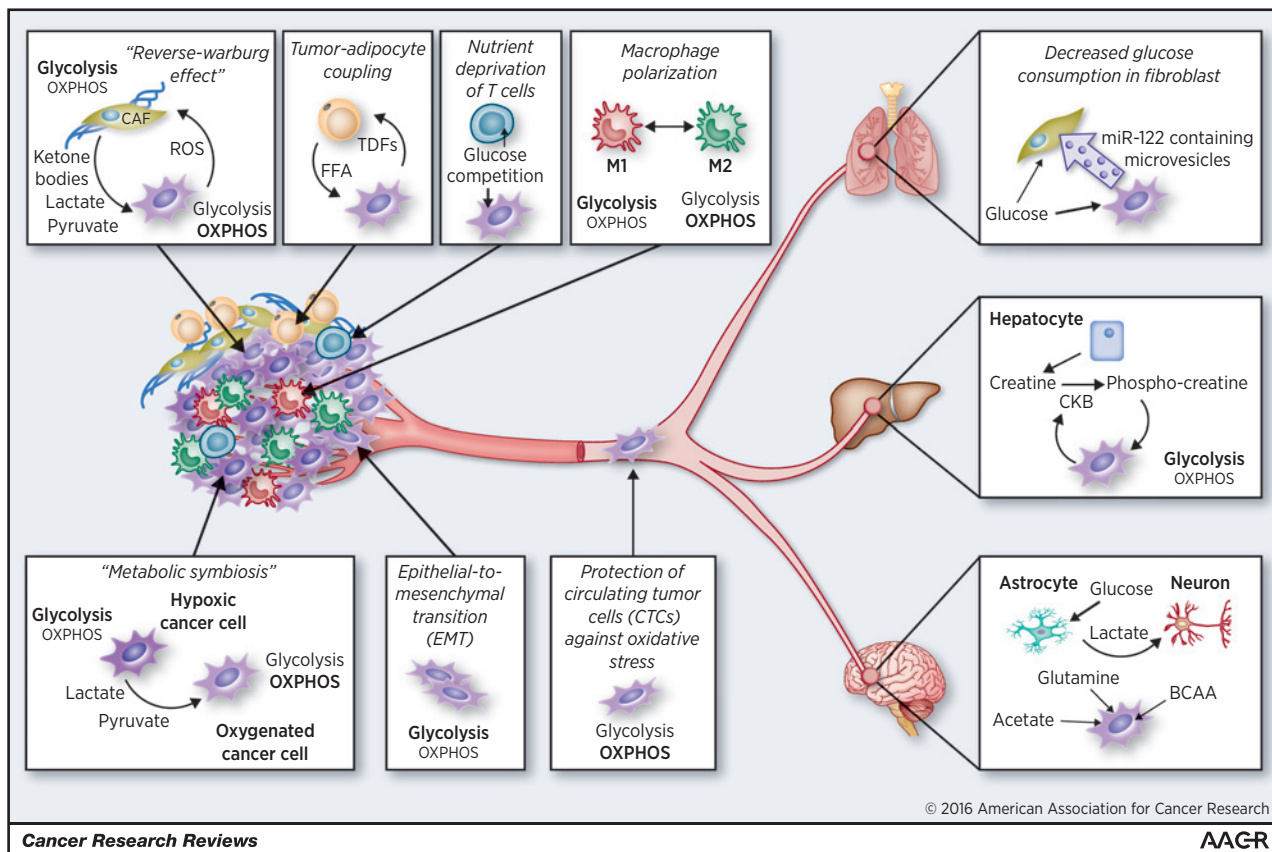 "Reverse-warburg
effect"
Glycolysis
OXPHOS
CAF
ROS
Ketone
bodies
Lactate
Pyruvate
Glycolysis
OXPHOS
Tumor-adipocyte
coupling
TDFs
FFA
Nutrient
deprivation
of T cells
Glucose
competition
Macrophage
polarization
M1
M2
Glycolysis
OXPHOS
Glycolysis
OXPHOS
Decreased glucose
consumption in fibroblast
miR-122 containing
microvesicles
Glucose
Hepatocyte
Creatine
Phospho-creatine
CKB
Glycolysis
OXPHOS
"Metabolic symbiosis"
Glycolysis
OXPHOS
Hypoxic
cancer cell
Lactate
Pyruvate
Glycolysis
OXPHOS
Oxygenated
cancer cell
Epithelial-to-
mesenchymal
transition
(EMT)
Glycolysis
OXPHOS
Protection of
circulating tumor
cells (CTCs)
against oxidative
stress
Glycolysis
OXPHOS
Astrocyte
Glucose
Neuron
Lactate
Glutamine
BCAA
Acetate
© 2016 American Association for Cancer Research
Cancer Research Reviews
AACR